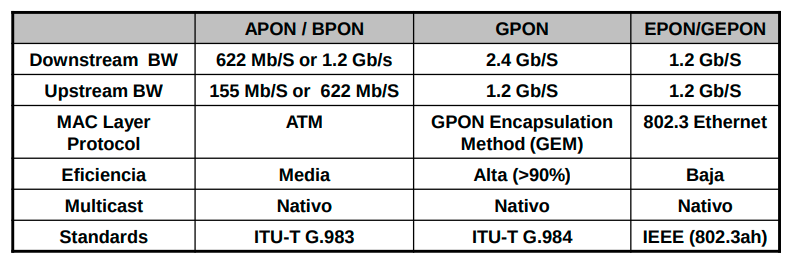 APON / BPON GPON EPON/GEPON
Downstream BW 622 Mb/S or 1.2 Gb/s 2.4 Gb/S 1.2 Gb/S
Upstream BW 155 Mb/S or 622 Mb/S 1.2 Gb/S 1.2 Gb/S
MAC Layer ATM GPON Encapsulation 802.3 Ethernet
Protocol Method (GEM)
Eficiencia Media Alta (>90%) Baja
Multicast Nativo Nativo Nativo
Standards ITU-T G.983 ITU-T G.984 IEEE (802.3ah)